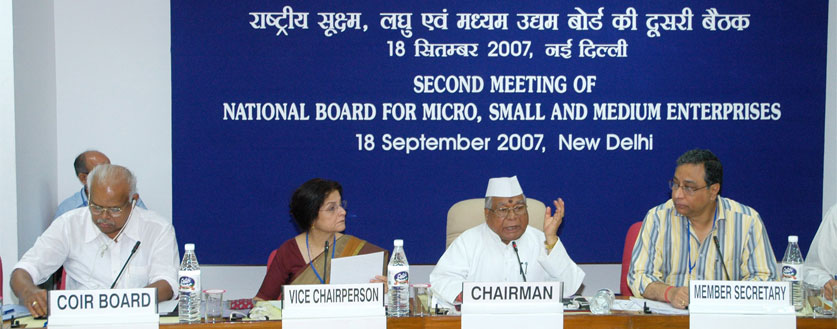 राष्ट्रीय सूक्ष्म, लघु एवं मध्यम उद्यम बोर्ड की दूसरी बैठक
18 सितम्बर 2007, नई दिल्ली
SECOND MEETING OF
NATIONAL BOARD FOR MICRO, SMALL AND MEDIUM ENTERPRISES
18 September 2007, New Delhi
COIR BOARD
VICE CHAIRPERSON
CHAIRMAN
MEMBER SECRETARY